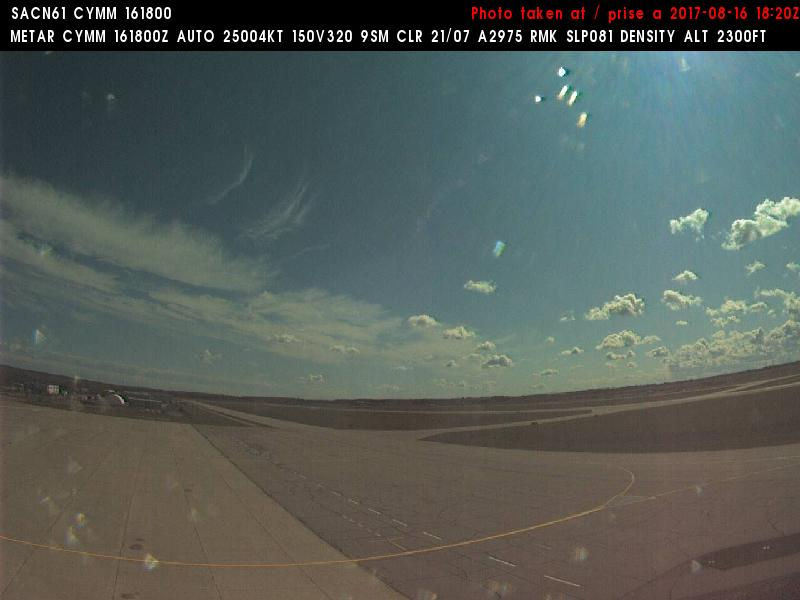 SACN61 CYMM 161800 Photo taken at / prise a 2017-08-16 18:20Z
METAR CYMM 161800Z AUTO 25004KT 150V320 9SM CLR 21/07 A2975 RMK SLP081 DENSITY ALT 2300FT